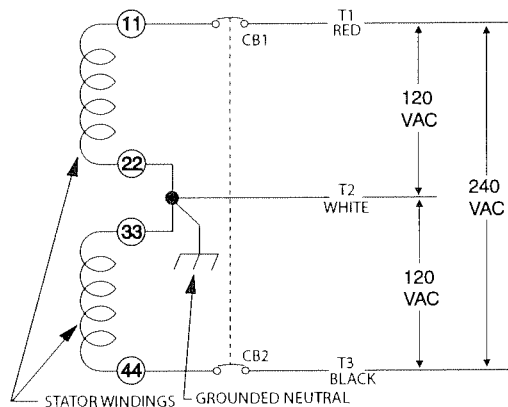 11
CB1
T1
RED
120
VAC
22
T2
WHITE
240
VAC
33
120
VAC
44
CB2
T3
BLACK
STATOR WINDINGS
GROUNDED NEUTRAL